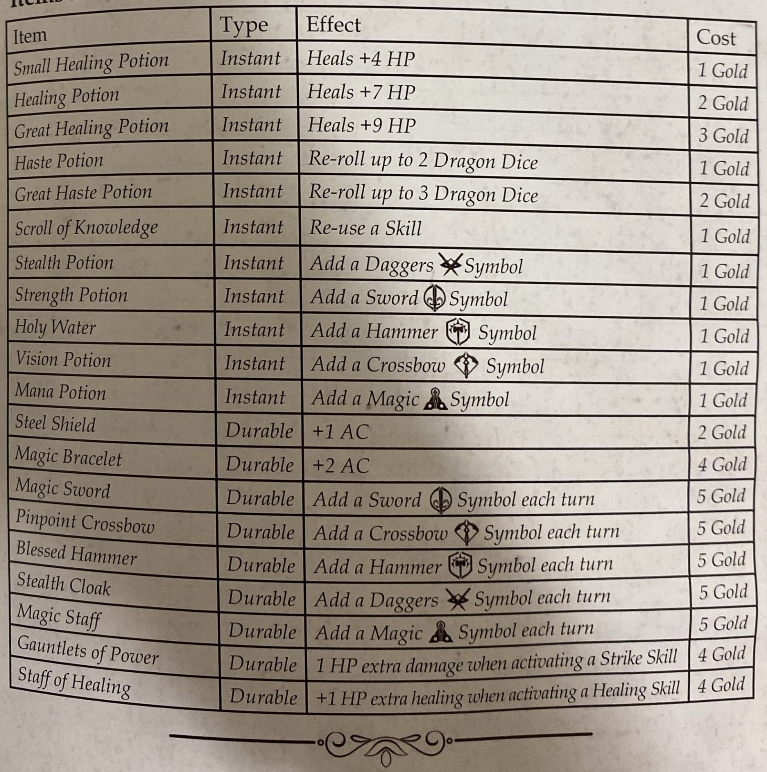 Items
Item Type Effect Cost
Small Healing Potion Instant Heals +4 HP 1 Gold
Healing Potion Instant Heals +7 HP 2 Gold
Great Healing Potion Instant Heals +9 HP 3 Gold
Haste Potion Instant Re-roll up to 2 Dragon Dice 1 Gold
Great Haste Potion Instant Re-roll up to 3 Dragon Dice 2 Gold
Scroll of Knowledge Instant Re-use a Skill 1 Gold
Stealth Potion Instant Add a Daggers Symbol 1 Gold
Strength Potion Instant Add a Sword Symbol 1 Gold
Holy Water Instant Add a Hammer Symbol 1 Gold
Vision Potion Instant Add a Crossbow Symbol 1 Gold
Mana Potion Instant Add a Magic Symbol 1 Gold
Steel Shield Durable +1 AC 2 Gold
Magic Bracelet Durable +2 AC 4 Gold
Magic Sword Durable Add a Sword Symbol each turn 5 Gold
Pinpoint Crossbow Durable Add a Crossbow Symbol each turn 5 Gold
Blessed Hammer Durable Add a Hammer Symbol each turn 5 Gold
Stealth Cloak Durable Add a Daggers Symbol each turn 5 Gold
Magic Staff Durable Add a Magic Symbol each turn 5 Gold
Gauntlets of Power Durable 1 HP extra damage when activating a Strike Skill 4 Gold
Staff of Healing Durable +1 HP extra healing when activating a Healing Skill 4 Gold